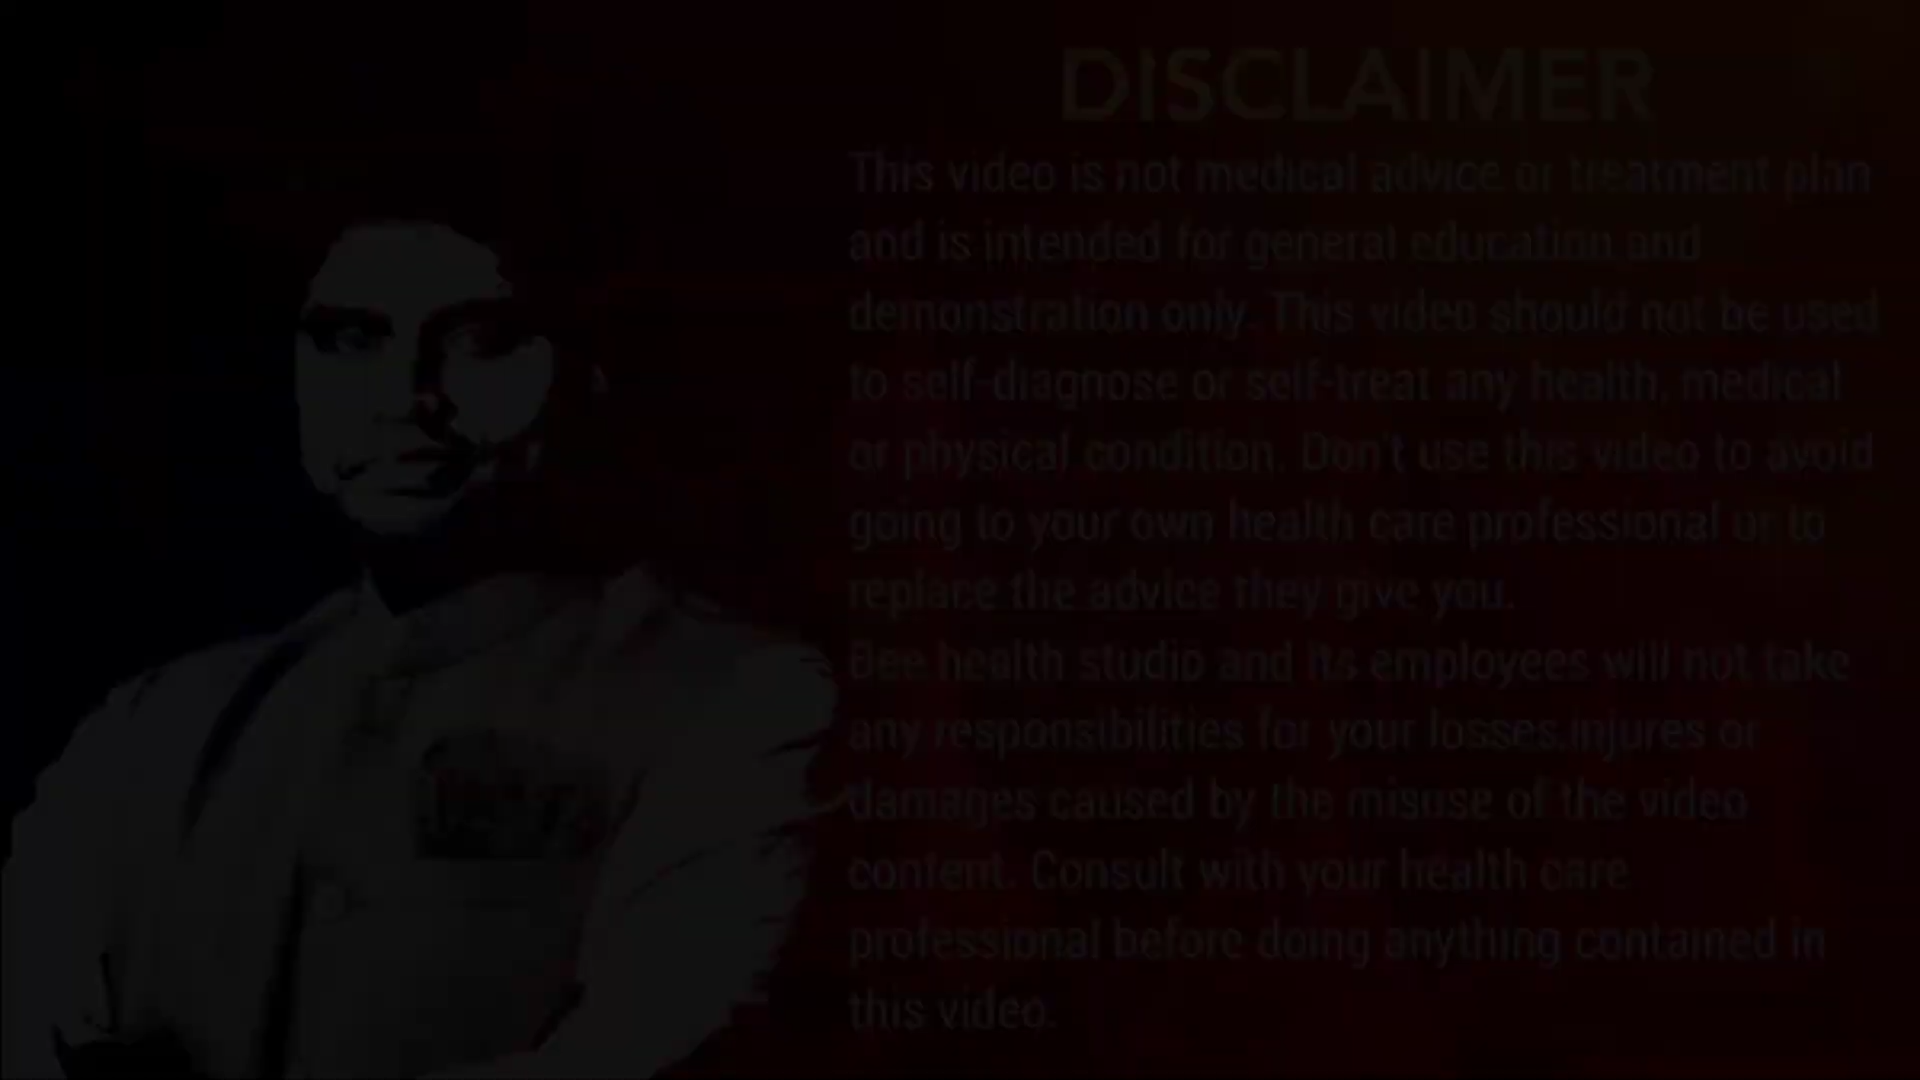 DISCLAIMER
This video is not medical advice or treatment plan
and is intended for general education and
demonstration only. This video should not be used
to self-diagnose or self-treat any health, medical
or physical condition. Don't use this video to avoid
going to your own health care professional or to
replace the advice they give you.
Bee health studio and its employees will not take
any responsibilities for your losses,injures or
damages caused by the misuse of the video
content. Consult with your health care
professional before doing anything contained in
this video.